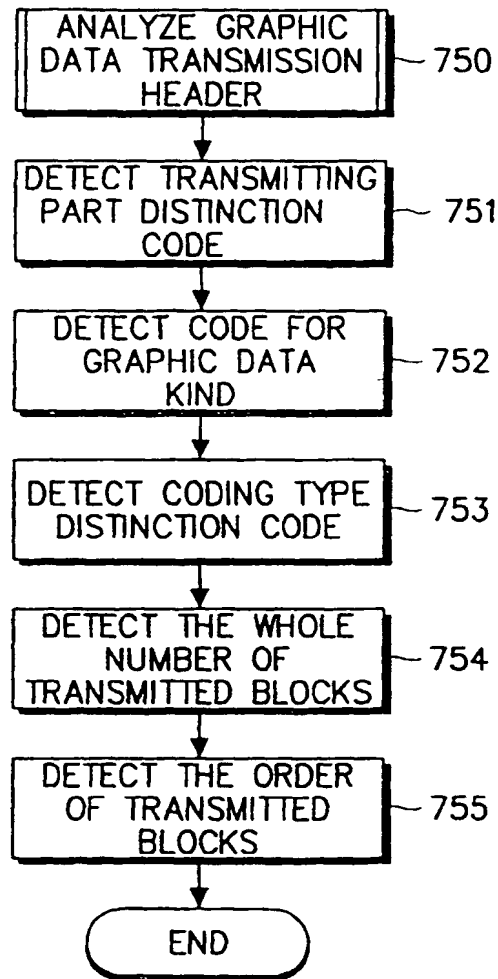 ANALYZE GRAPHIC
DATA TRANSMISSION
HEADER
750
DETECT TRANSMITTING
PART DISTINCTION
CODE
751
DETECT CODE FOR
GRAPHIC DATA
KIND
752
DETECT CODING TYPE
DISTINCTION CODE
753
DETECT THE WHOLE
NUMBER OF
TRANSMITTED BLOCKS
754
DETECT THE ORDER
OF TRANSMITTED
BLOCKS
755
END